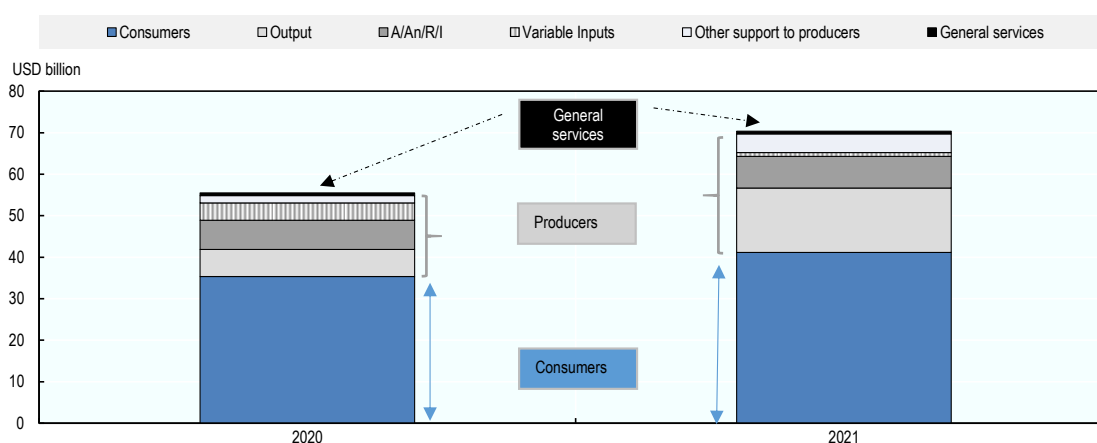 Consumers Output A/An/R/I Variable Inputs Other support to producers General services
USD billion
80
70
60
50
40
30
20
10
0
General
services
Producers
Consumers
2020 2021